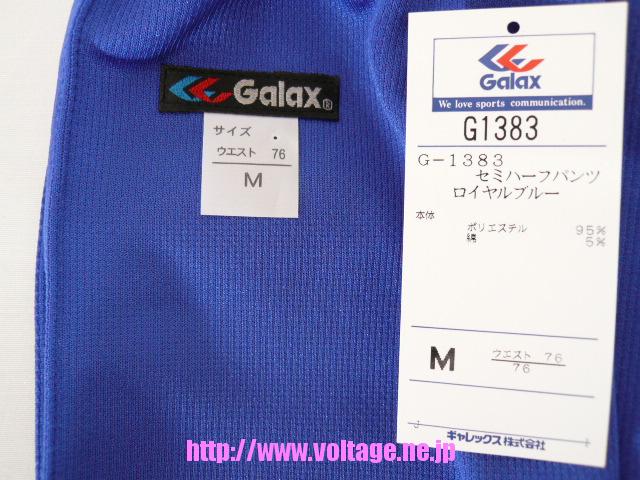 Galax®
サイズ
ウエスト 76
M
Galax
We love sports communication.
G1383
G－1383
セミハーフパンツ
ロイヤルブルー
本体
ポリエステル 95%
綿 5%
M
ウエスト 76
76
ギャレックス株式会社
http://www.voltage.ne.jp